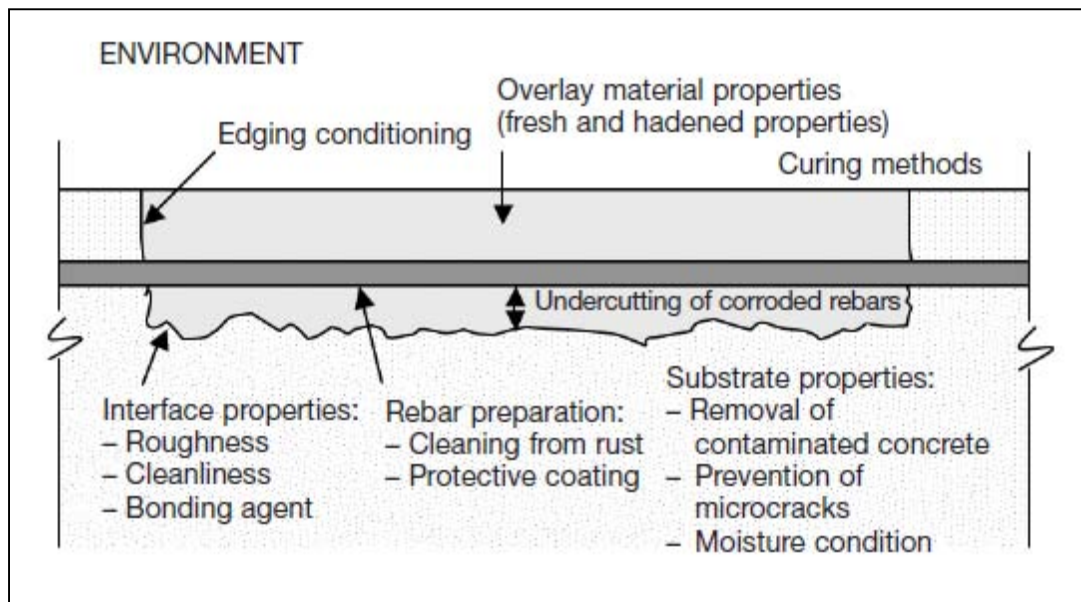 ENVIRONMENT
Overlay material properties
(fresh and hadened properties)
Edging conditioning
Curing methods
Undercutting of corroded rebars
Interface properties:
– Roughness
– Cleanliness
– Bonding agent
Rebar preparation:
– Cleaning from rust
– Protective coating
Substrate properties:
– Removal of
contaminated concrete
– Prevention of
microcracks
– Moisture condition